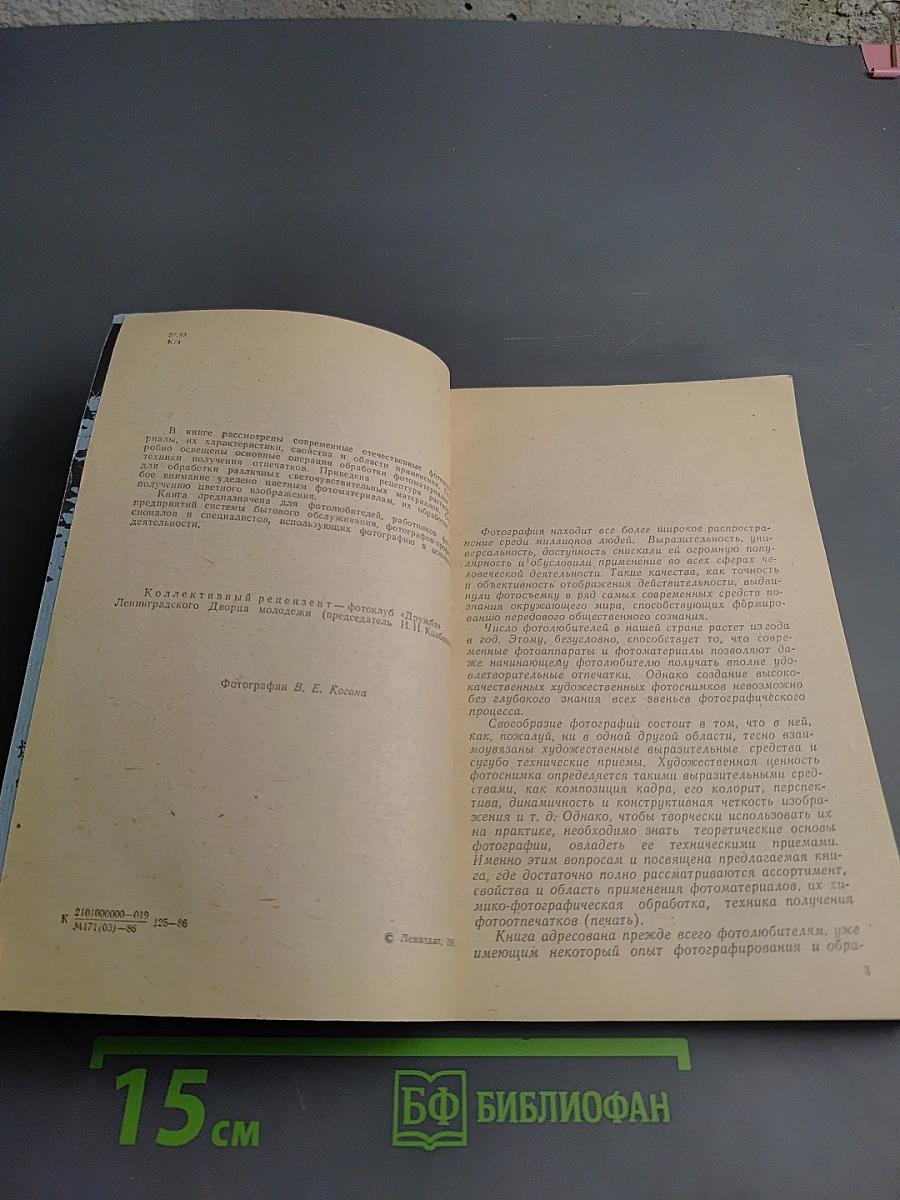 37.95
К74
В книге рассмотрены современные отечественные
риалы, их характеристики, свойства и области применения,
робно освещены основные операции обработки
техники получения отпечатков. Приведена рецептура
для обработки различных светочувствительных материалов.
бое внимание уделено цветным фотоматериалам, их обработке
получению цветного изображения.
Книга предназначена для фотолюбителей, работников
предприятий системы бытового обслуживания,
сионалов и специалистов, использующих фотографию в
деятельности.
Коллективный рецензент — фотоклуб «Дружба»
Ленинградского Дворца молодежи (председатель И. И.
Фотографии В. Е. Когана
К 2101000000—019 125—86
М171(03)—86
© Лениздат,
Фотография находит все более широкое распростра-
нение среди миллионов людей. Выразительность, уни-
версальность, доступность снискали ей огромную попу-
лярность и обусловили применение во всех сферах че-
ловеческой деятельности. Такие качества, как точность
и объективность отображения действительности, выдви-
нули фотосъемку в ряд самых современных средств по-
знания окружающего мира, способствующих формиро-
ванию передового общественного сознания.
Число фотолюбителей в нашей стране растет из года
в год. Этому, безусловно, способствует то, что совре-
менные фотоаппараты и фотоматериалы позволяют да-
же начинающему фотолюбителю получать вполне удо-
влетворительные отпечатки. Однако создание высоко-
качественных художественных фотоснимков невозможно
без глубокого знания всех звеньев фотографического
процесса.
Своеобразие фотографии состоит в том, что в ней,
как, пожалуй, ни в одной другой области, тесно взаи-
моувязаны художественные выразительные средства и
сугубо технические приемы. Художественная ценность
фотоснимка определяется такими выразительными сред-
ствами, как композиция кадра, его колорит, перспек-
тива, динамичность и конструктивная четкость изобра-
жения и т. д. Однако, чтобы творчески использовать их
на практике, необходимо знать теоретические основы
фотографии, овладеть ее техническими приемами.
Именно этим вопросам и посвящена предлагаемая кни-
га, где достаточно полно рассматриваются ассортимент,
свойства и область применения фотоматериалов, их хи-
мико-фотографическая обработка, техника получения
фотоотпечатков (печать).
Книга адресована прежде всего фотолюбителям, уже
имеющим некоторый опыт фотографирования и обра-
3
15 см
БФ БИБЛИОФАН